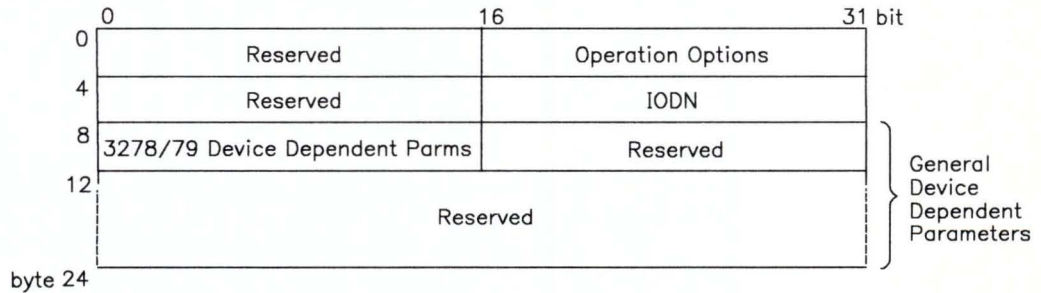 0 16 31 bit
0 Reserved Operation Options
4 Reserved IODN
8 3278/79 Device Dependent Parms Reserved
12 Reserved
General
Device
Dependent
Parameters
byte 24